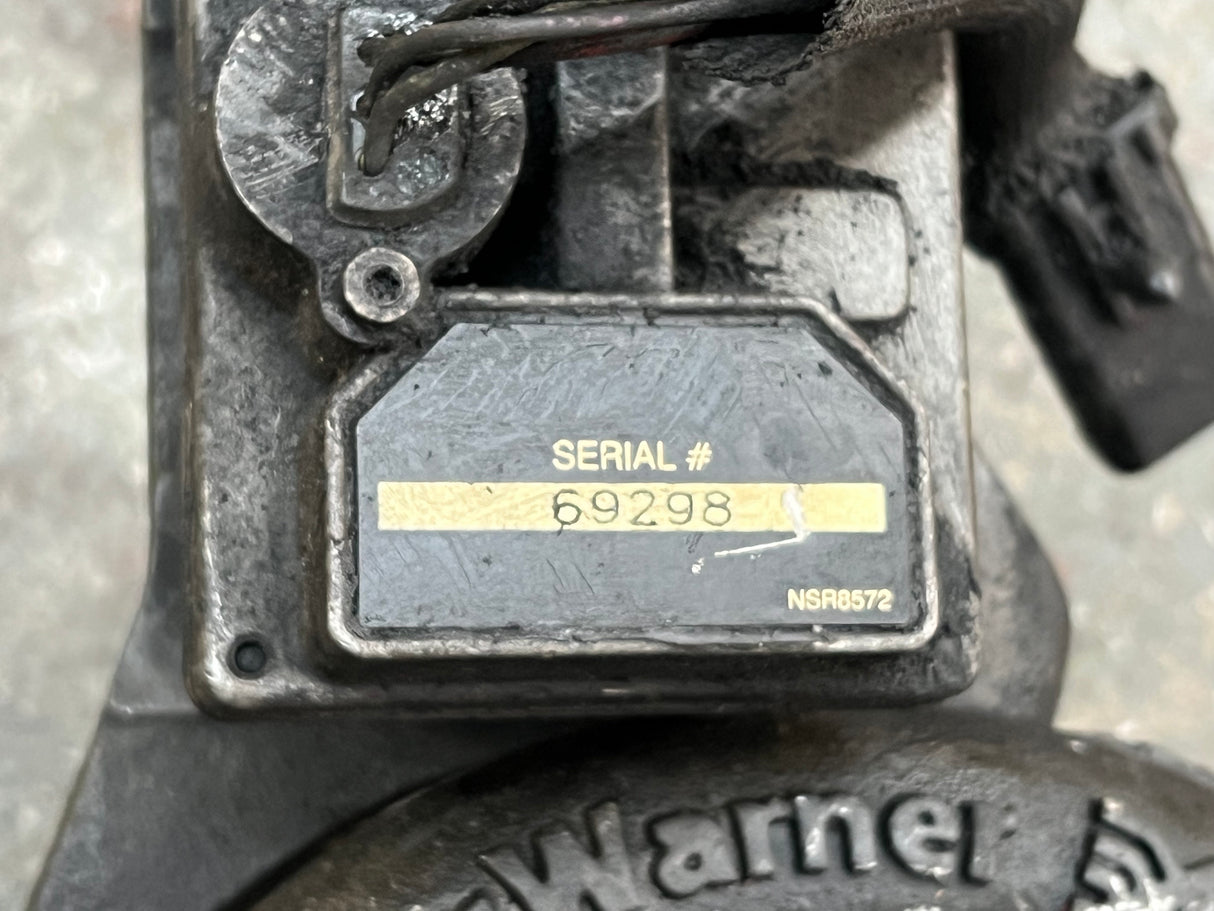 SERIAL #
69298
NSR8572
Warner